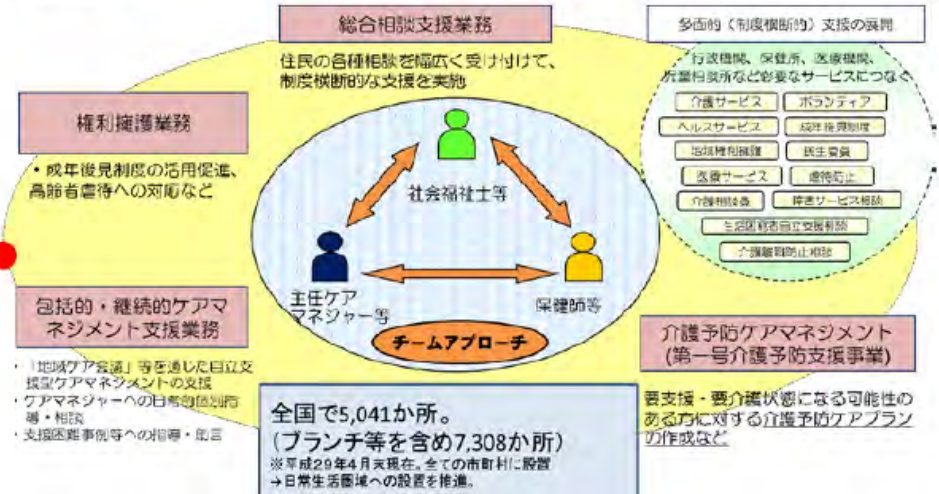 総合相談支援業務
住民の各種相談を幅広く受け付けて、
制度横断的な支援を実施
多面的（制度横断的）支援の展開
行政機関、保健所、医療機関、
児童相談所など必要なサービスにつなぐ
介護サービス
ボランティア
ヘルスサービス
成年後見制度
地域権利擁護
民生委員
医療サービス
虐待防止
介護相談員
障害サービス相談
生活困窮者自立支援相談
介護離職防止相談
権利擁護業務
・成年後見制度の活用促進、
高齢者虐待への対応など
社会福祉士等
主任ケア
マネジャー等
保健師等
チームアプローチ
包括的・継続的ケアマ
ネジメント支援業務
・「地域ケア会議」等を通じた自立支
援型ケアマネジメントの支援
・ケアマネジャーへの日常的個別指
導・相談
・支援困難事例等への指導・助言
介護予防ケアマネジメント
(第一号介護予防支援事業)
要支援・要介護状態になる可能性の
ある方に対する介護予防ケアプラン
の作成など
全国で5,041か所。
(ブランチ等を含め7,308か所)
※平成29年4月末現在。全ての市町村に設置
→日常生活圏域への設置を推進。